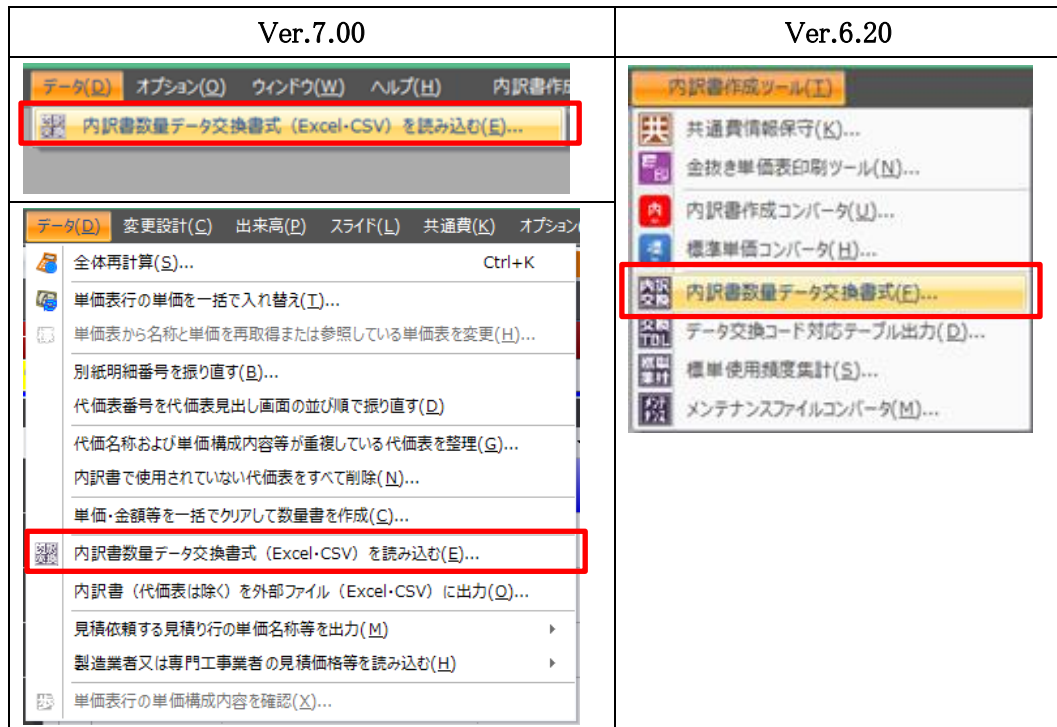 Ver.7.00
Ver.6.20
データ(D) オプション(O) ウィンドウ(W) ヘルプ(H) 内訳書作成
内訳書数量データ交換書式（Excel・CSV）を読み込む(E)...
データ(D) 変更設計(C) 出来高(P) スライド(L) 共通費(K) オプション(
全体再計算(S)... Ctrl+K
単価表行の単価を一括で入れ替え(T)...
単価表から名称と単価を再取得または参照している単価表を変更(H)...
別紙明細番号を振り直す(B)...
代価表番号を代価表見出し画面の並び順で振り直す(D)
代価名称および単価構成内容等が重複している代価表を整理(G)...
内訳書で使用されていない代価表をすべて削除(N)...
単価・金額等を一括でクリアして数量書を作成(C)...
内訳書数量データ交換書式（Excel・CSV）を読み込む(E)...
内訳書（代価表は除く）を外部ファイル（Excel・CSV）に出力(O)...
見積依頼する見積り行の単価名称等を出力(M)
製造業者又は専門工事業者の見積価格等を読み込む(H)
単価表行の単価構成内容を確認(X)...
内訳書作成ツール(T)
共通費情報保守(K)...
金抜き単価表印刷ツール(N)...
内訳書作成コンバータ(U)...
標準単価コンバータ(H)...
内訳書数量データ交換書式(E)...
データ交換コード対応テーブル出力(D)...
標単使用頻度集計(S)...
メンテナンスファイルコンバータ(M)...